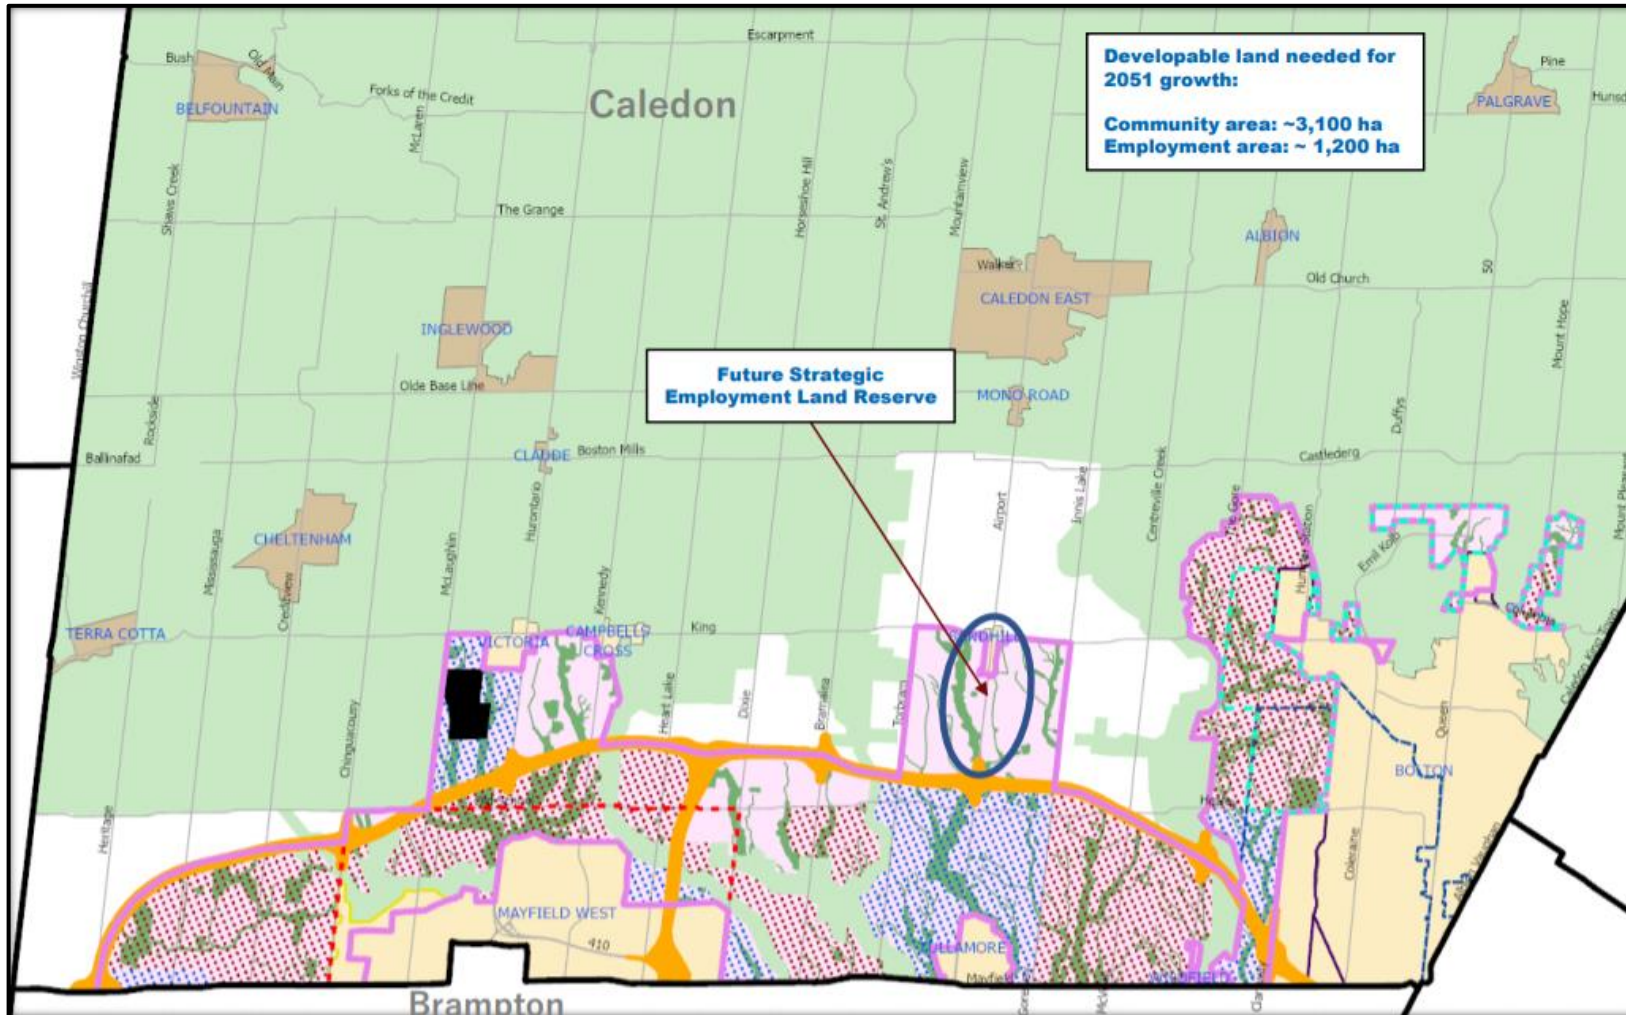 Escarpment
Bush
Old Main
BELFOUNTAIN
Forks of the Credit
McLaren
Caledon
Developable land needed for
2051 growth:
Community area: ~3,100 ha
Employment area: ~ 1,200 ha
Pine
PALGRAVE
Shaws Creek
The Grange
Horseshoe Hill
St. Andrew's
Mountainview
ALBION
Walker
Old Church
50
CALEDON EAST
Winston Churchill
INGLEWOOD
Mount Hope
Olde Base Line
Future Strategic
Employment Land Reserve
MONO ROAD
Rockside
Duffys
Ballinafad
CLAUDE
Boston Mills
Castlederg
Airport
Innis Lake
Centreville Creek
The Gore
Hurontario
Mississauga
CHELTENHAM
Creditview
McLaughlin
Kennedy
Emil Kolb
TERRA COTTA
VICTORIA
CAMPBELLS
CROSS
King
Heart Lake
Dixie
Bramalea
Torbram
Chinguacousy
Queen
BOLTON
Heritage
Coleraine
MAYFIELD WEST
410
Mayfield
Brampton